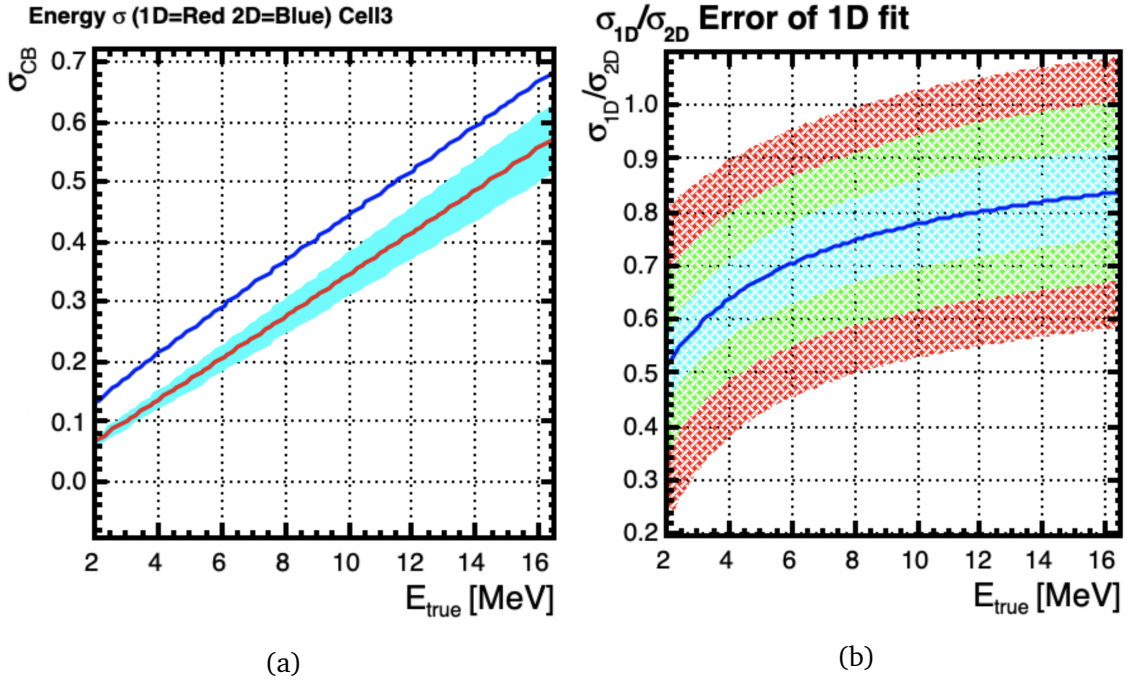 Energy σ (1D=Red 2D=Blue) Cell3
σCB
0.7
0.6
0.5
0.4
0.3
0.2
0.1
0.0
2 4 6 8 10 12 14 16
Etrue [MeV]
(a)
σ1D/σ2D Error of 1D fit
σ1D/σ2D
1.0
0.9
0.8
0.7
0.6
0.5
0.4
0.3
0.2
2 4 6 8 10 12 14 16
Etrue [MeV]
(b)